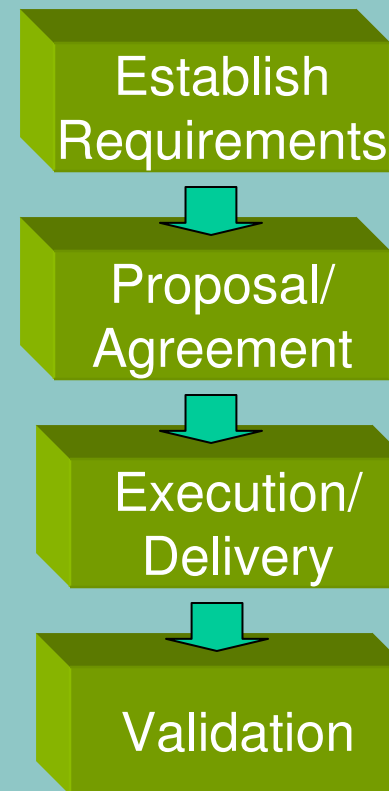 Establish
Requirements
Proposal/
Agreement
Execution/
Delivery
Validation